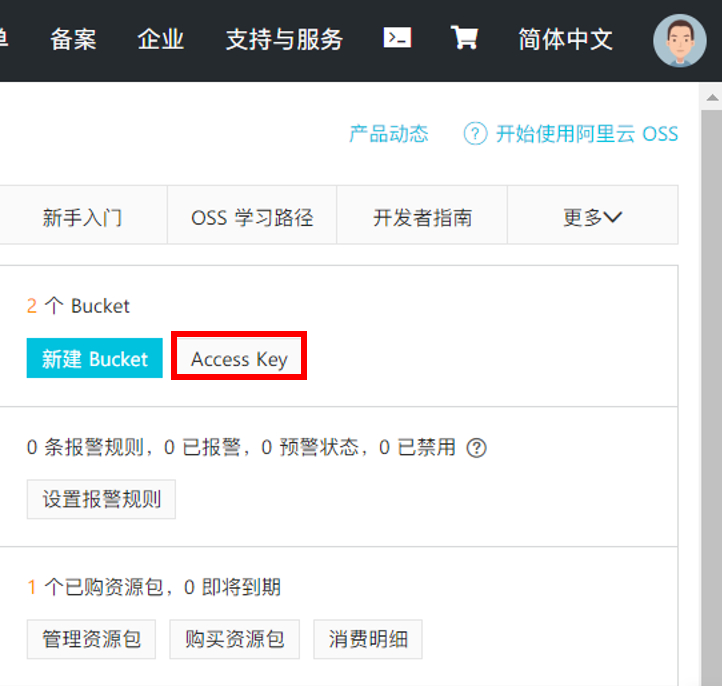 备案 企业 支持与服务 简体中文
产品动态 ? 开始使用阿里云 OSS
新手入门 OSS 学习路径 开发者指南 更多
2 个 Bucket
新建 Bucket Access Key
0 条报警规则，0 已报警，0 预警状态，0 已禁用 ?
设置报警规则
1 个已购资源包，0 即将到期
管理资源包 购买资源包 消费明细